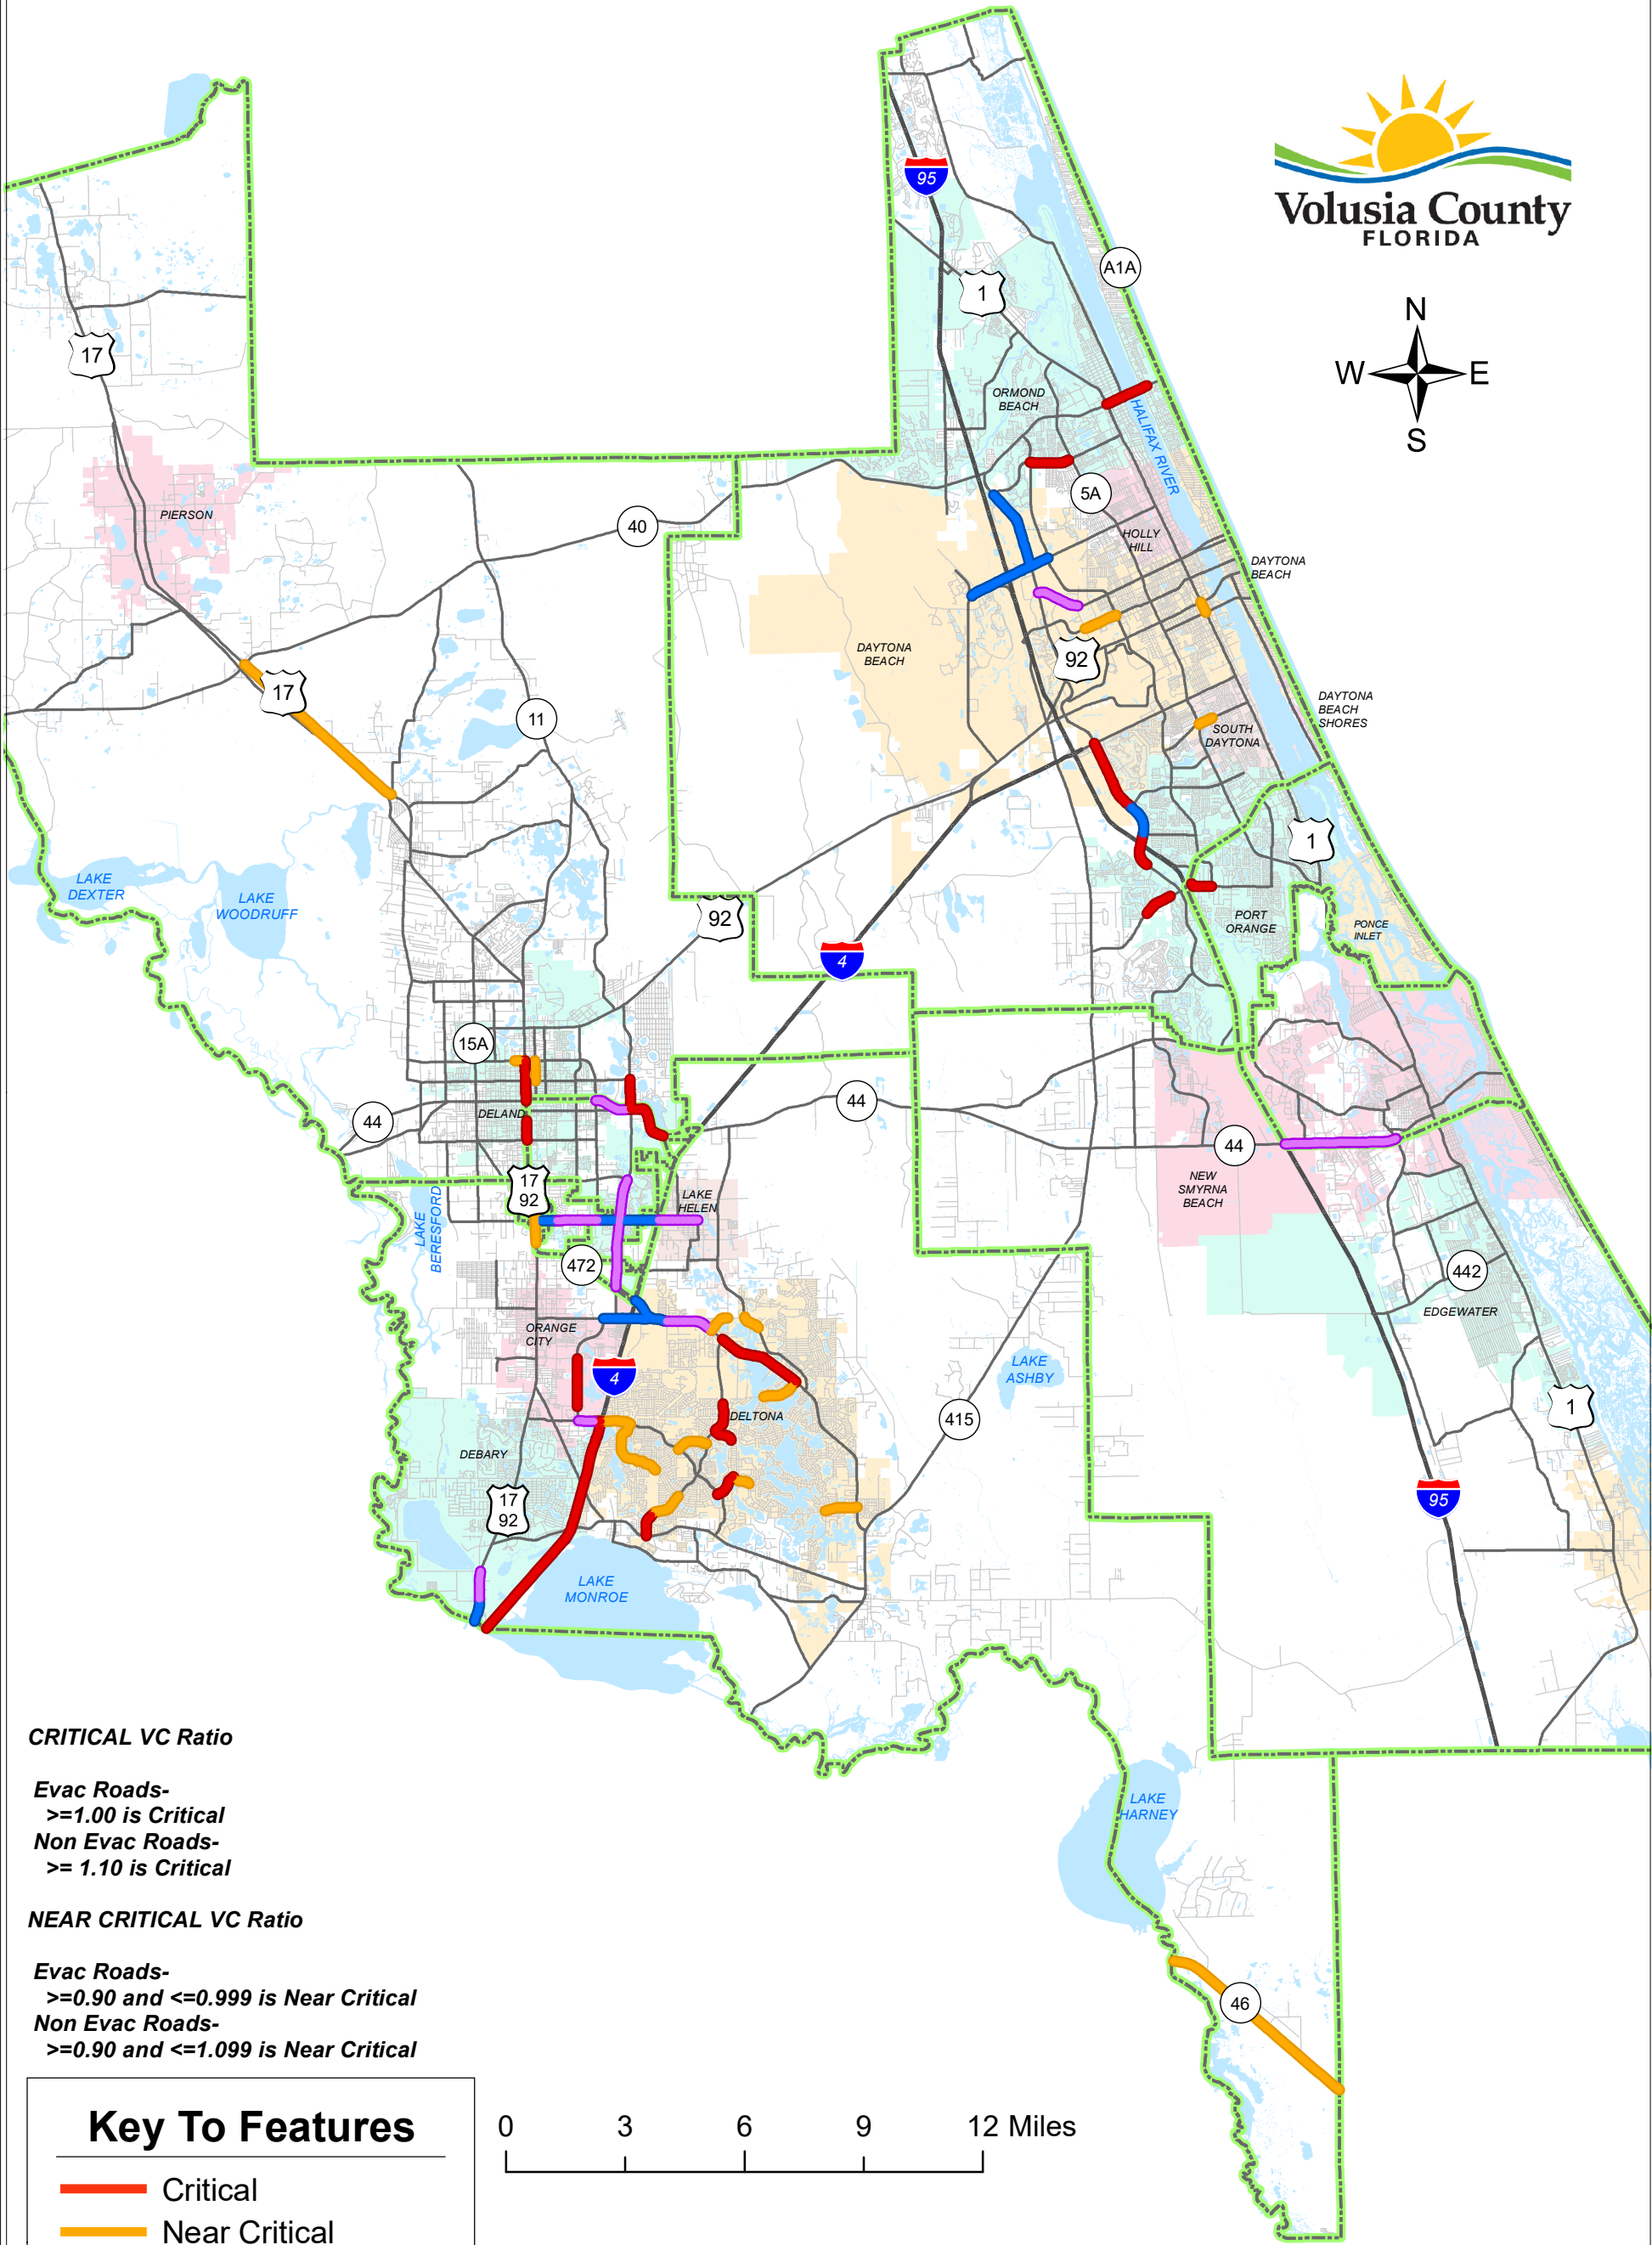 Volusia County
FLORIDA
N
W
E
S
95
A1A
1
17
ORMOND
BEACH
HALIFAX RIVER
5A
PIERSON
40
HOLLY
HILL
DAYTONA
BEACH
DAYTONA
BEACH
92
17
11
DAYTONA
BEACH
SHORES
SOUTH
DAYTONA
1
LAKE
DEXTER
LAKE
WOODRUFF
92
PORT
ORANGE
PONCE
INLET
4
15A
44
DELAND
44
44
17
92
LAKE
HELEN
NEW
SMYRNA
BEACH
LAKE
BERESFORD
472
442
EDGEWATER
ORANGE
CITY
4
LAKE
ASHBY
1
DELTONA
415
DEBARY
17
92
95
LAKE
MONROE
CRITICAL VC Ratio
Evac Roads-
>=1.00 is Critical
Non Evac Roads-
>= 1.10 is Critical
LAKE
HARNEY
NEAR CRITICAL VC Ratio
Evac Roads-
>=0.90 and <=0.999 is Near Critical
Non Evac Roads-
>=0.90 and <=1.099 is Near Critical
46
Key To Features
Critical
Near Critical
0 3 6 9 12 Miles